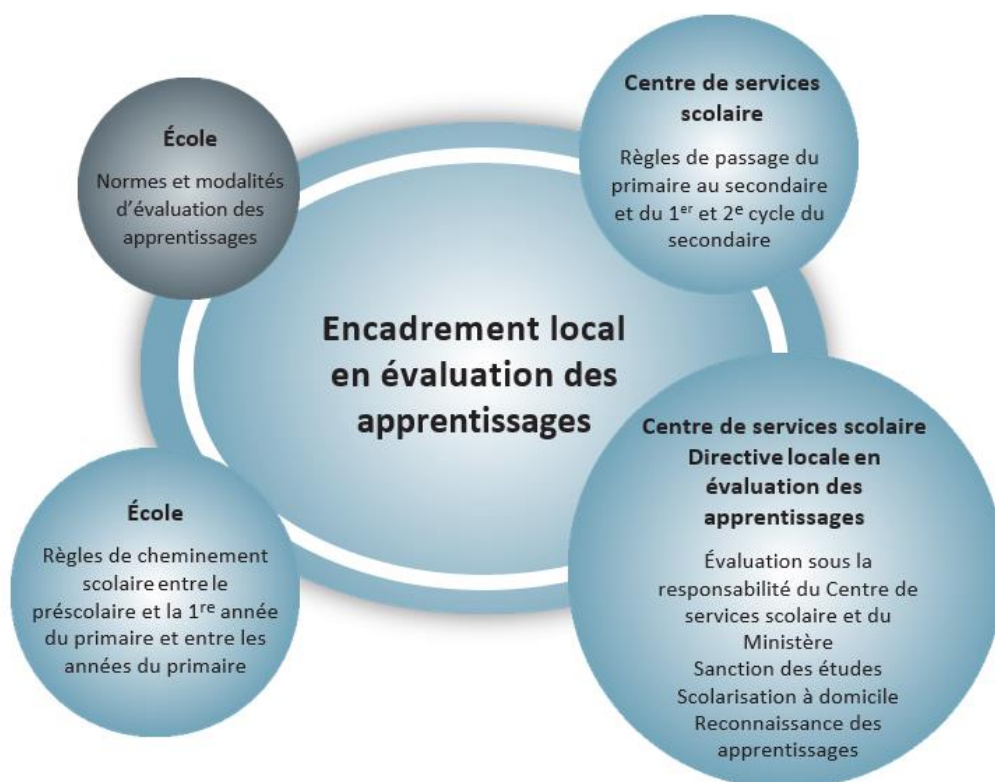 École
Normes et modalités
d’évaluation des
apprentissages
Centre de services
scolaire
Règles de passage du
primaire au secondaire
et du 1er et 2e cycle du
secondaire
Encadrement local
en évaluation des
apprentissages
École
Règles de cheminement
scolaire entre le
préscolaire et la 1re année
du primaire et entre les
années du primaire
Centre de services scolaire
Directive locale en
évaluation des
apprentissages
Évaluation sous la
responsabilité du Centre de
services scolaire et du
Ministère
Sanction des études
Scolarisation à domicile
Reconnaissance des
apprentissages